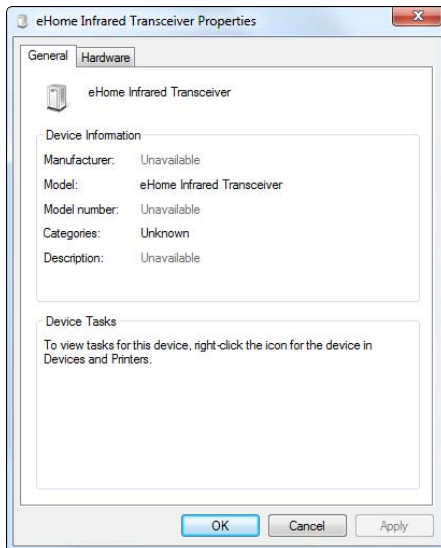 eHome Infrared Transceiver Properties
General Hardware
eHome Infrared Transceiver
Device Information
Manufacturer: Unavailable
Model: eHome Infrared Transceiver
Model number: Unavailable
Categories: Unknown
Description: Unavailable
Device Tasks
To view tasks for this device, right-click the icon for the device in
Devices and Printers.
OK Cancel Apply